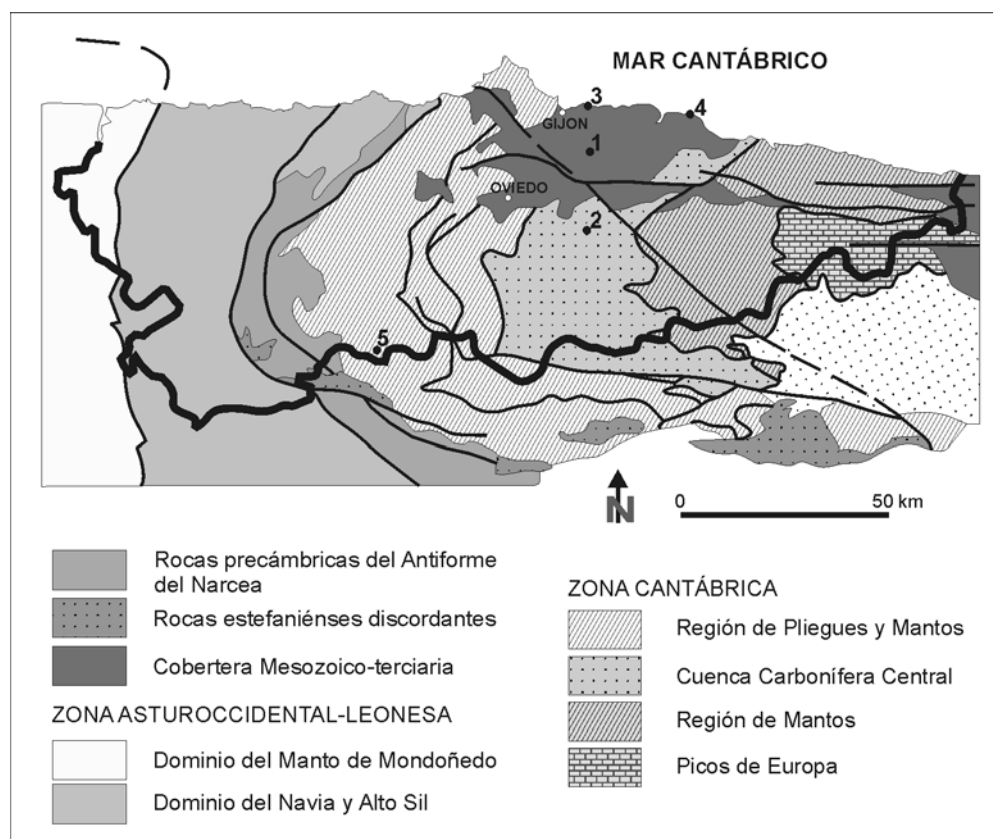 MAR CANTÁBRICO
3
4
GIJON
1
OVIEDO
2
5
N
0
50 km
Rocas precámbricas del Antiforme
del Narcea
Rocas estefaniénses discordantes
Cobertera Mesozoico-terciaria
ZONA ASTUROCCIDENTAL-LEONESA
Dominio del Manto de Mondoñedo
Dominio del Navia y Alto Sil
ZONA CANTÁBRICA
Región de Pliegues y Mantos
Cuenca Carbonífera Central
Región de Mantos
Picos de Europa